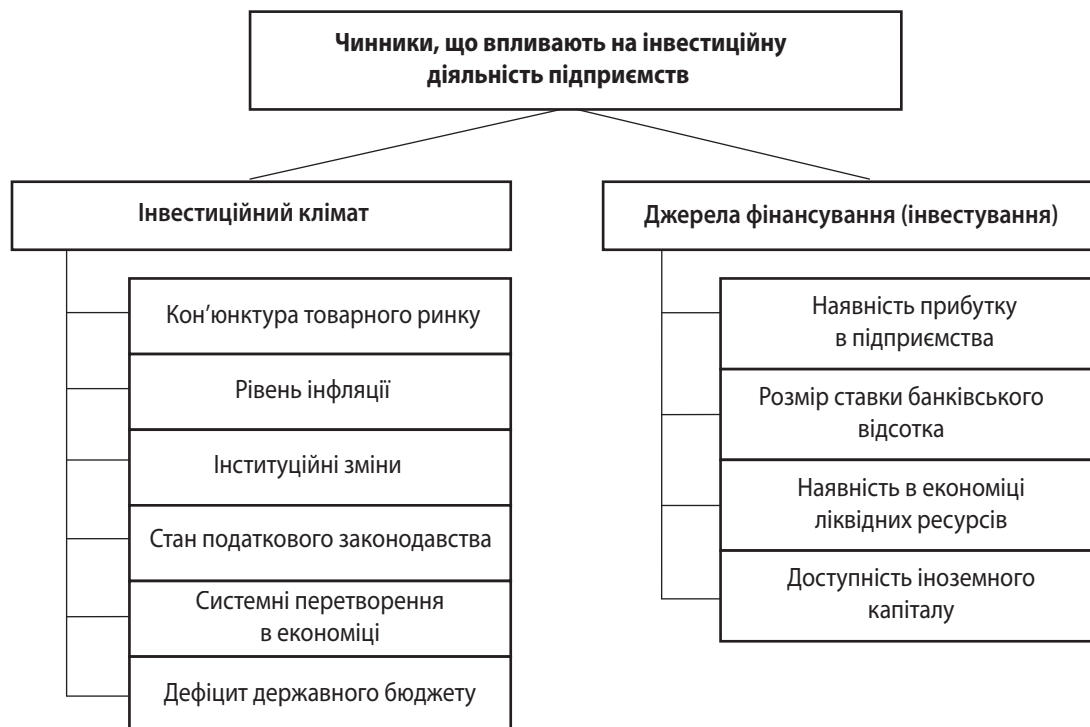 Чинники, що впливають на інвестиційну
діяльність підприємств
Інвестиційний клімат
Кон’юнктура товарного ринку
Рівень інфляції
Інституційні зміни
Стан податкового законодавства
Системні перетворення
в економіці
Дефіцит державного бюджету
Джерела фінансування (інвестування)
Наявність прибутку
в підприємства
Розмір ставки банківського
відсотка
Наявність в економіці
ліквідних ресурсів
Доступність іноземного
капіталу